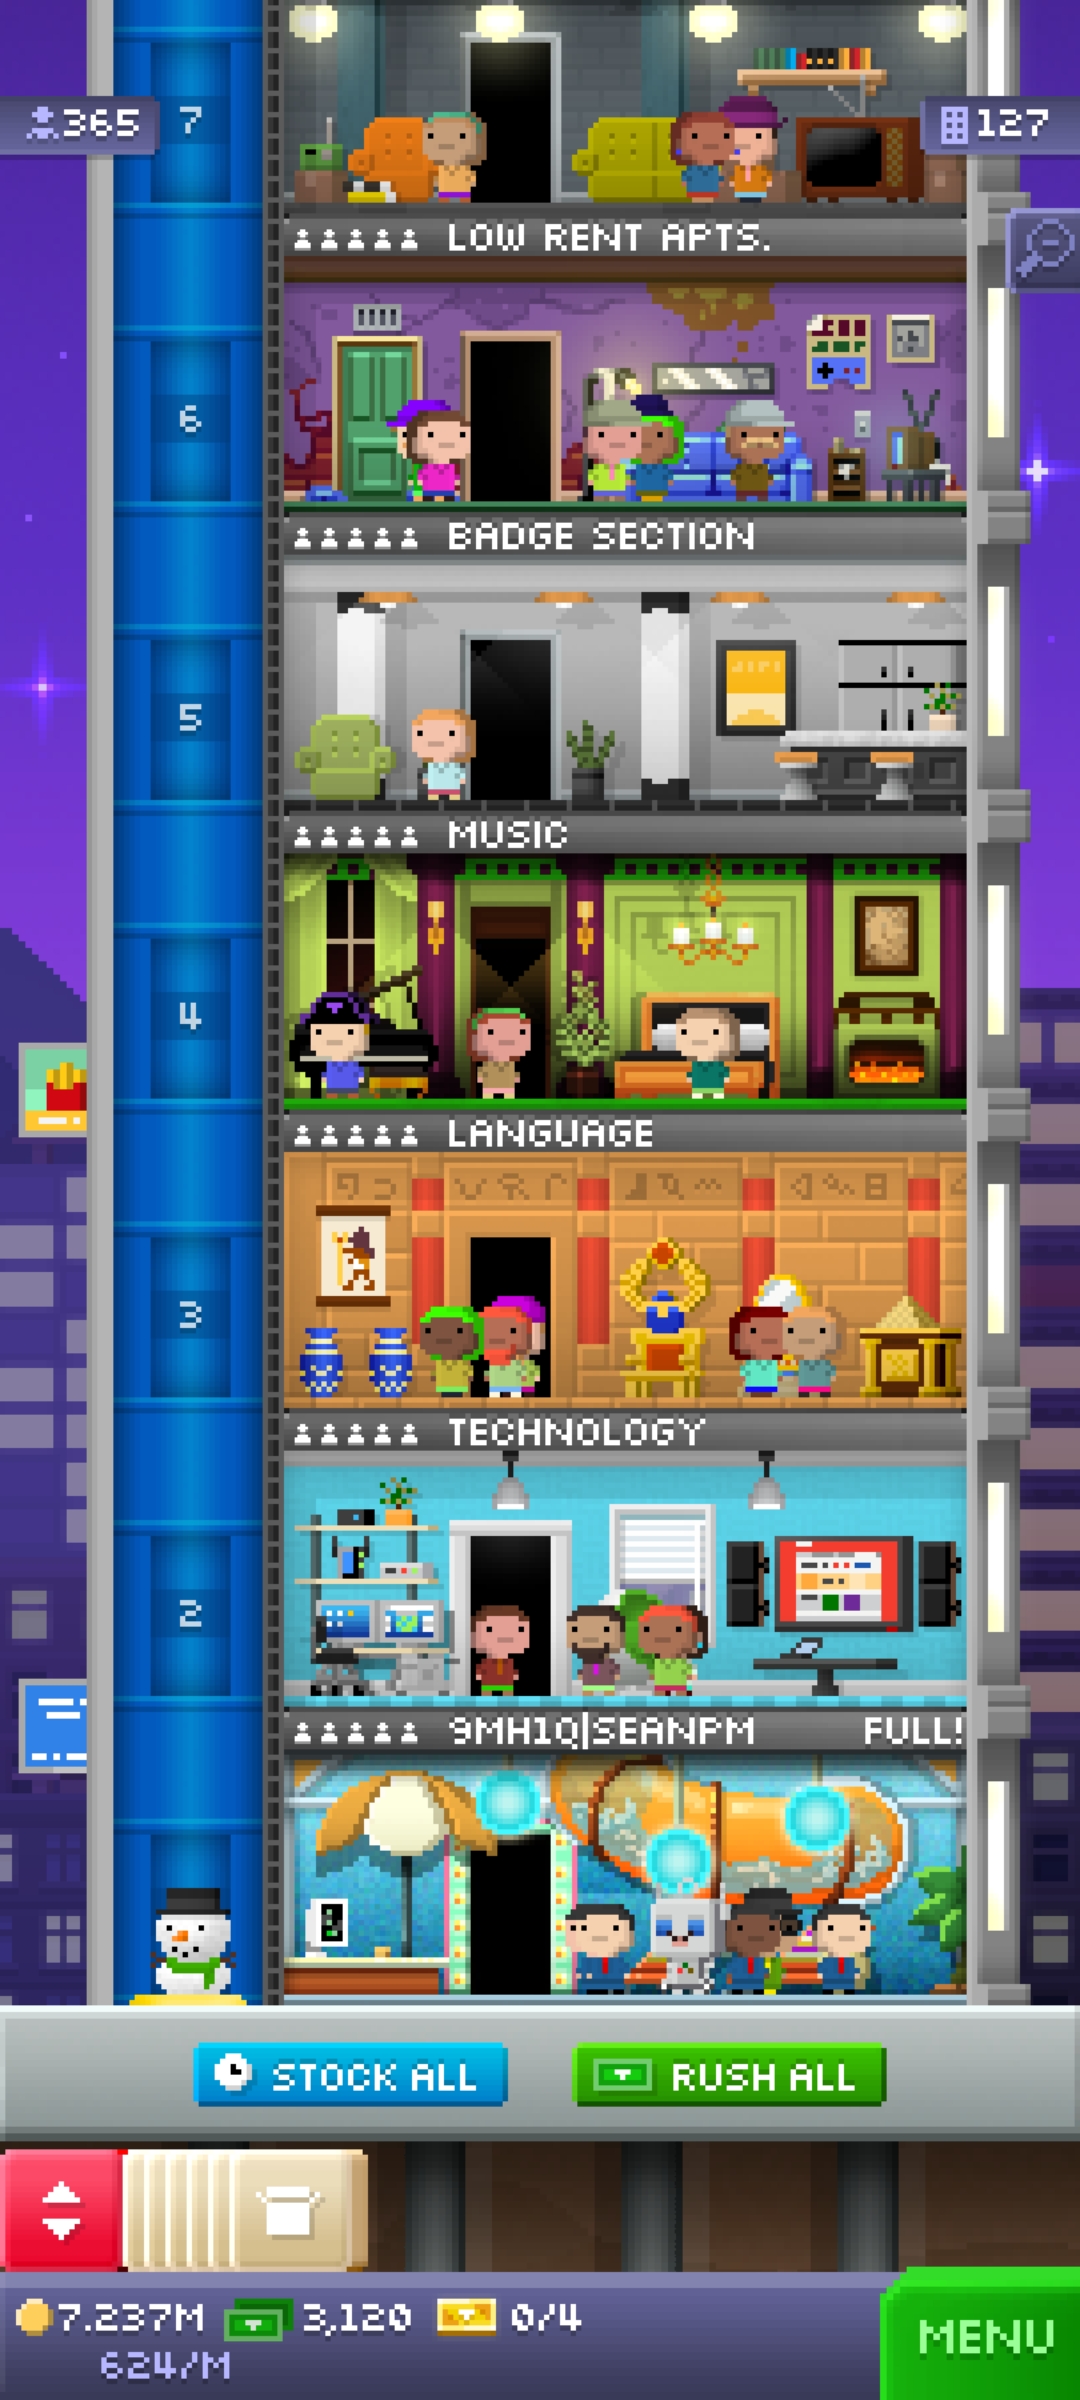 365
7
127
LOW RENT APTS.
6
BADGE SECTION
5
MUSIC
4
LANGUAGE
3
TECHNOLOGY
2
9MH1Q|SEANPM FULL!
STOCK ALL
RUSH ALL
7.237M 3,120 0/4
624/M
MENU